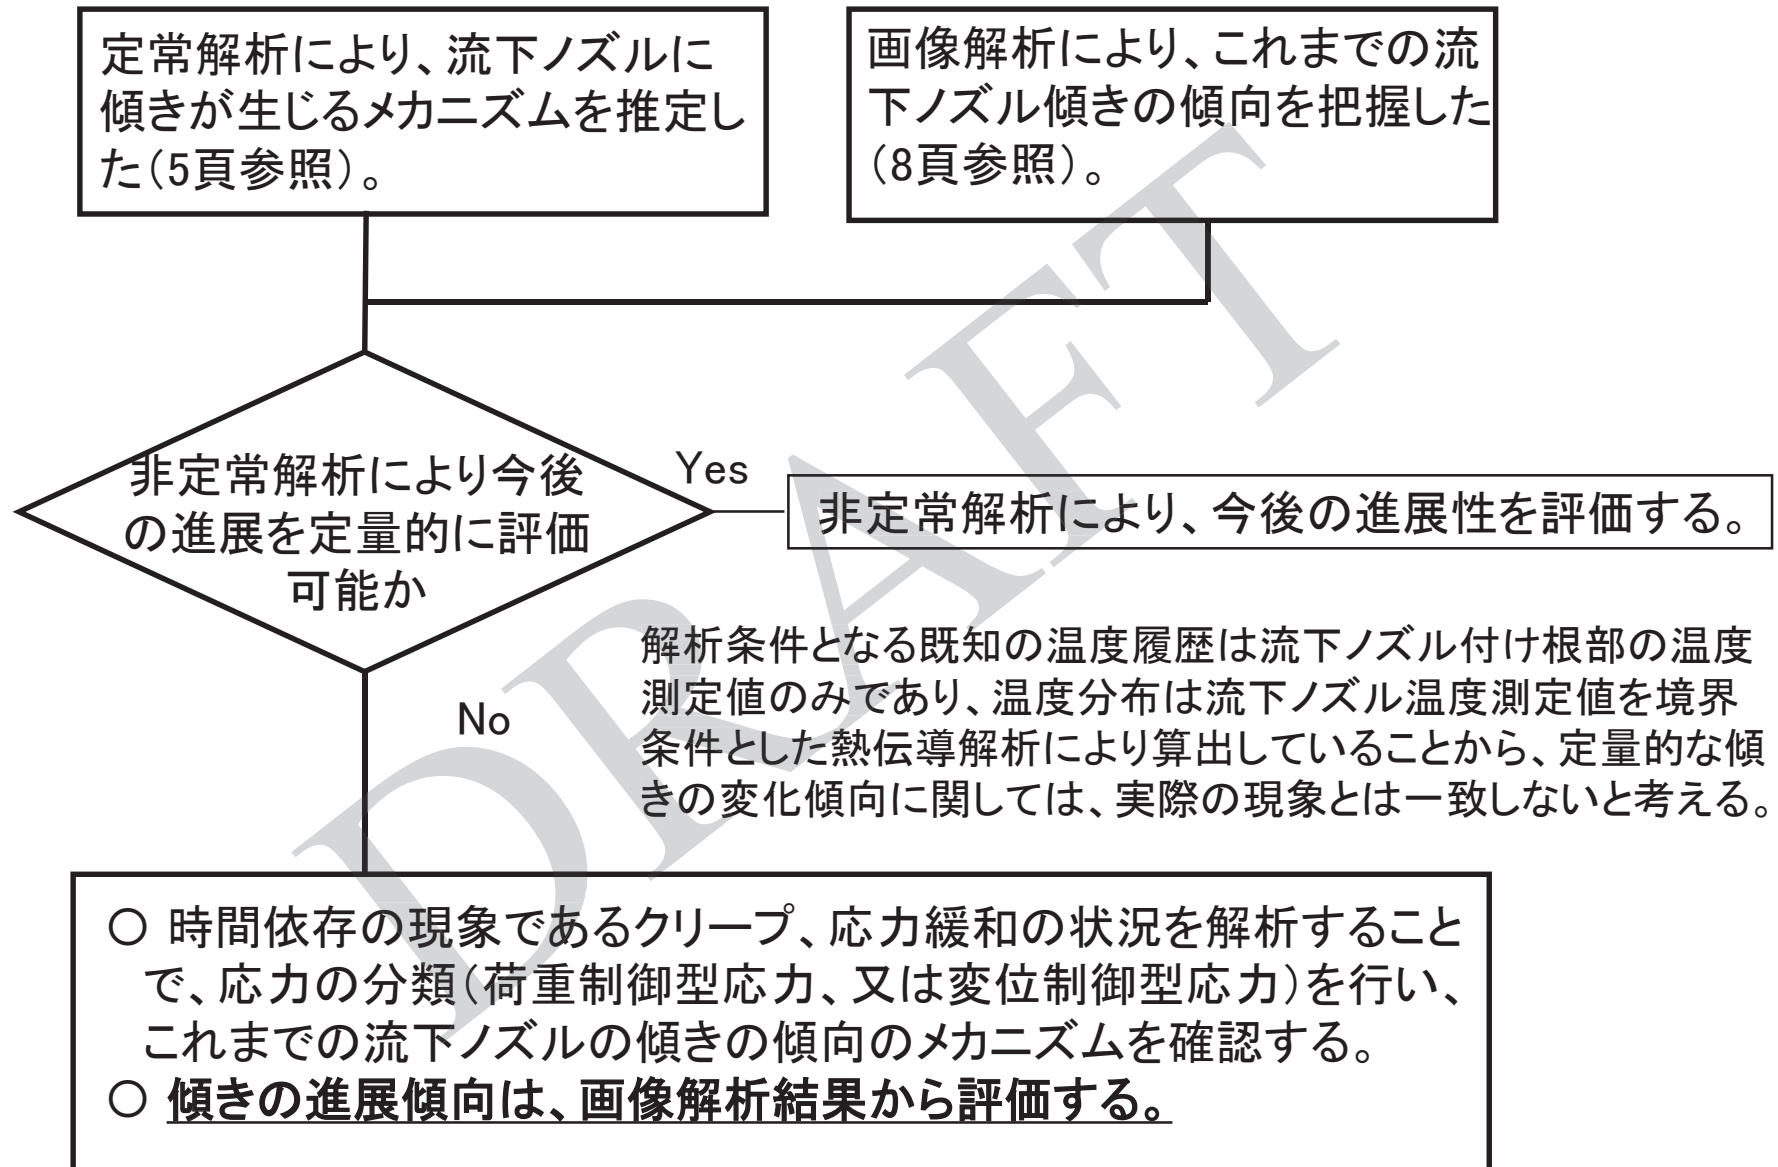 定常解析により、流下ノズルに
傾きが生じるメカニズムを推定し
た(5頁参照)。
画像解析により、これまでの流
下ノズル傾きの傾向を把握した
(8頁参照)。
非定常解析により今後
の進展を定量的に評価
可能か
Yes
非定常解析により、今後の進展性を評価する。
No
解析条件となる既知の温度履歴は流下ノズル付け根部の温度
測定値のみであり、温度分布は流下ノズル温度測定値を境界
条件とした熱伝導解析により算出していることから、定量的な傾
きの変化傾向に関しては、実際の現象とは一致しないと考える。
○ 時間依存の現象であるクリープ、応力緩和の状況を解析すること
で、応力の分類(荷重制御型応力、又は変位制御型応力)を行い、
これまでの流下ノズルの傾きの傾向のメカニズムを確認する。
○ 傾きの進展傾向は、画像解析結果から評価する。
DRAFT